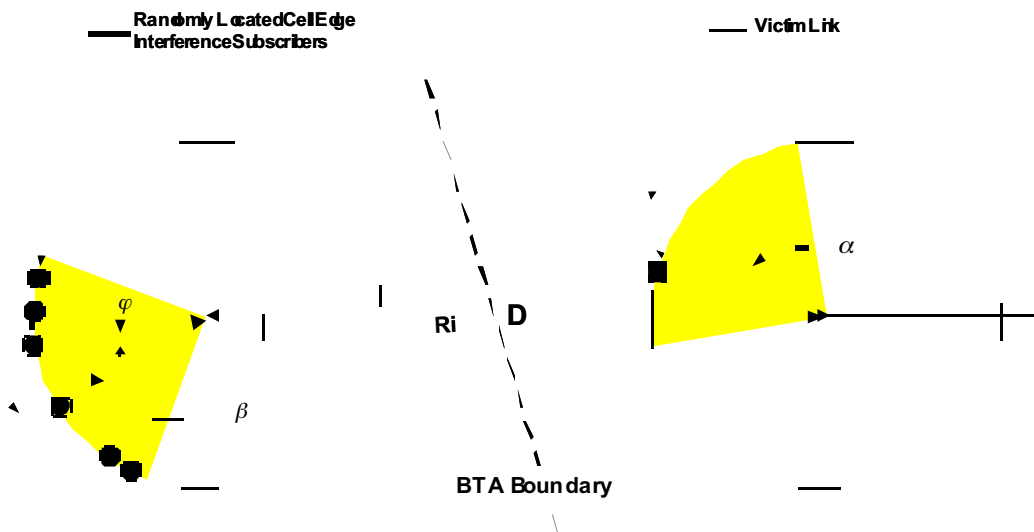 Randomly Located Cell Edge
Interference Subscribers
Victim Link
α
φ
Ri
D
β
BTA Boundary